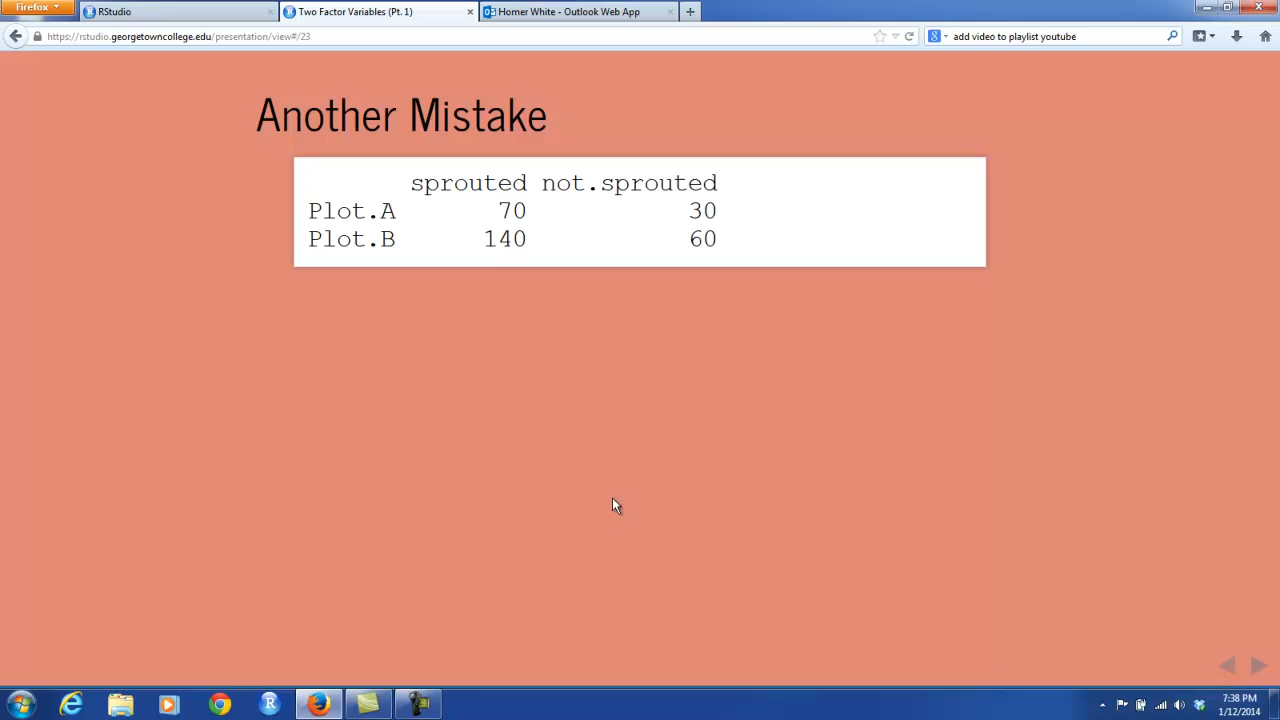 Firefox
RStudio
Two Factor Variables (Pt. 1)
Homer White - Outlook Web App
https://rstudio.georgetowncollege.edu/presentation/view#/23
add video to playlist youtube
Another Mistake
sprouted not.sprouted
Plot.A 70 30
Plot.B 140 60
7:38 PM
1/12/2014